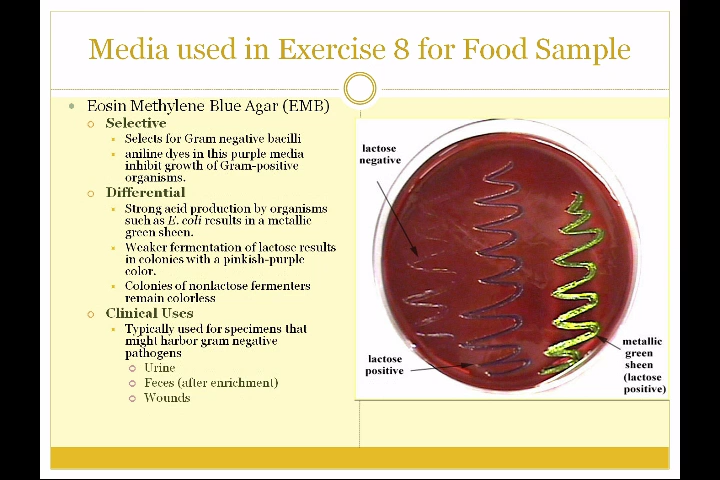 Media used in Exercise 8 for Food Sample
Eosin Methylene Blue Agar (EMB)
Selective
Selects for Gram negative bacilli
aniline dyes in this purple media
inhibit growth of Gram-positive
organisms.
Differential
Strong acid production by organisms
such as E. coli results in a metallic
green sheen.
Weaker fermentation of lactose results
in colonies with a pinkish-purple
color.
Colonies of nonlactose fermenters
remain colorless
Clinical Uses
Typically used for specimens that
might harbor gram negative
pathogens
Urine
Feces (after enrichment)
Wounds
lactose
negative
lactose
positive
metallic
green
sheen
(lactose
positive)